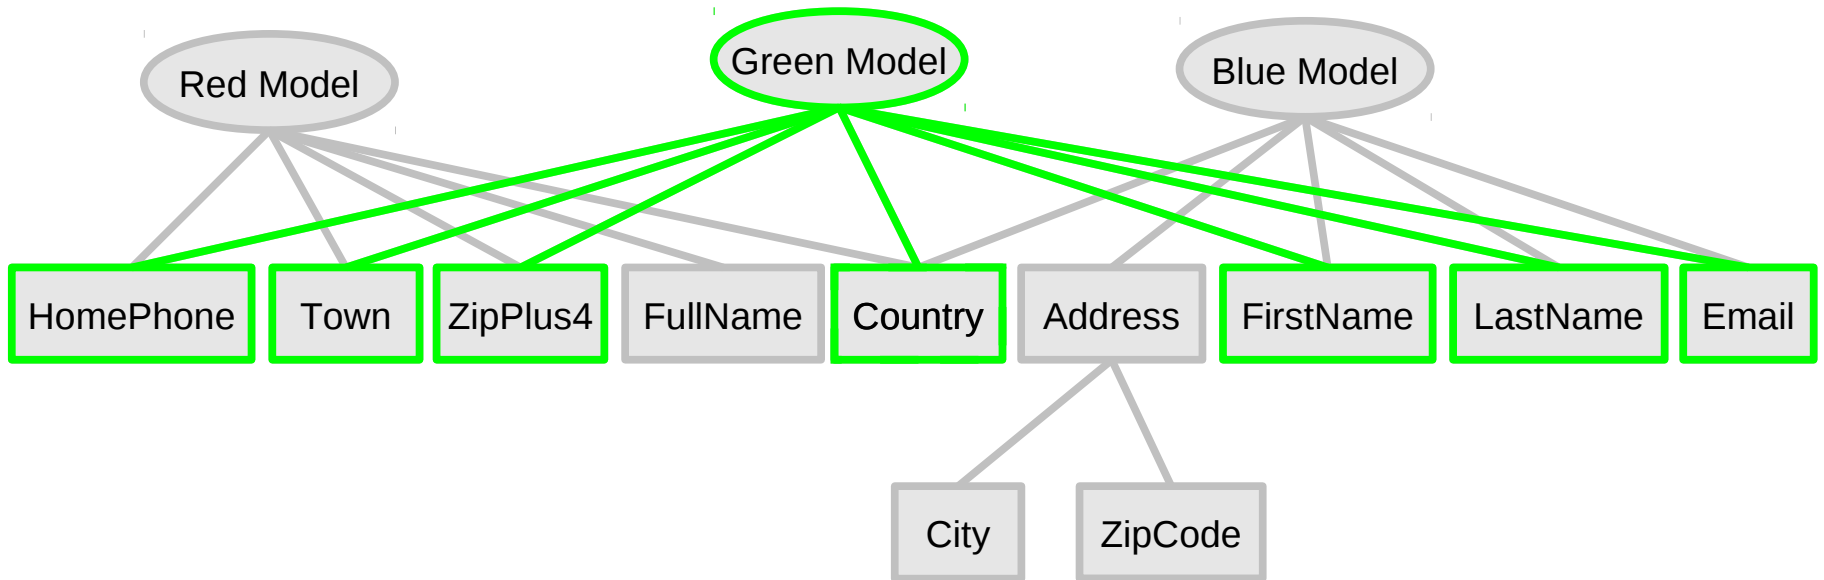 Red Model
Green Model
Blue Model
HomePhone
Town
ZipPlus4
FullName
Country
Address
FirstName
LastName
Email
City
ZipCode